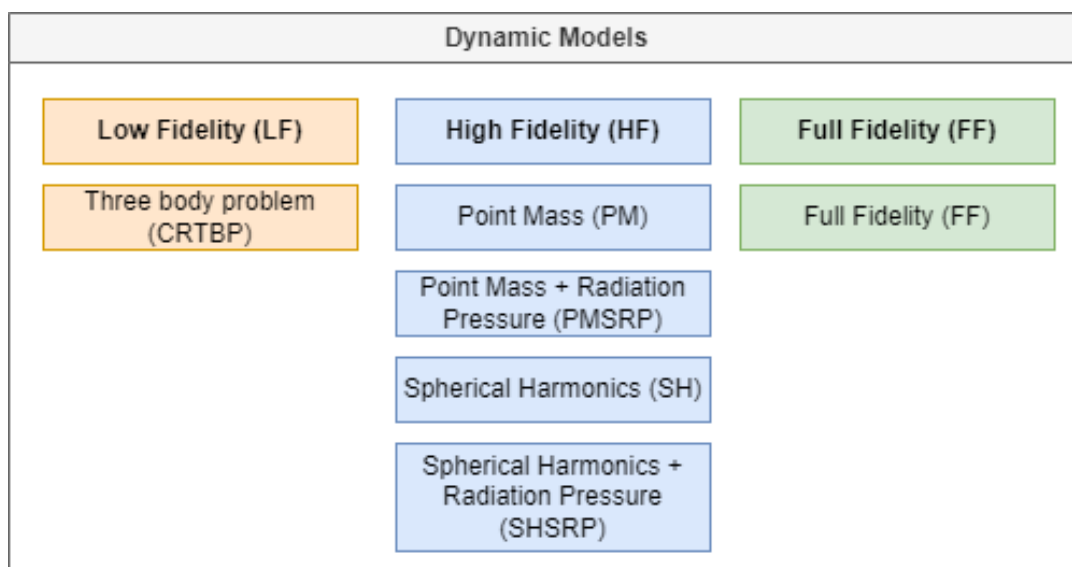 Dynamic Models
Low Fidelity (LF)
Three body problem
(CRTBP)
High Fidelity (HF)
Point Mass (PM)
Point Mass + Radiation
Pressure (PMSRP)
Spherical Harmonics (SH)
Spherical Harmonics +
Radiation Pressure
(SHSRP)
Full Fidelity (FF)
Full Fidelity (FF)